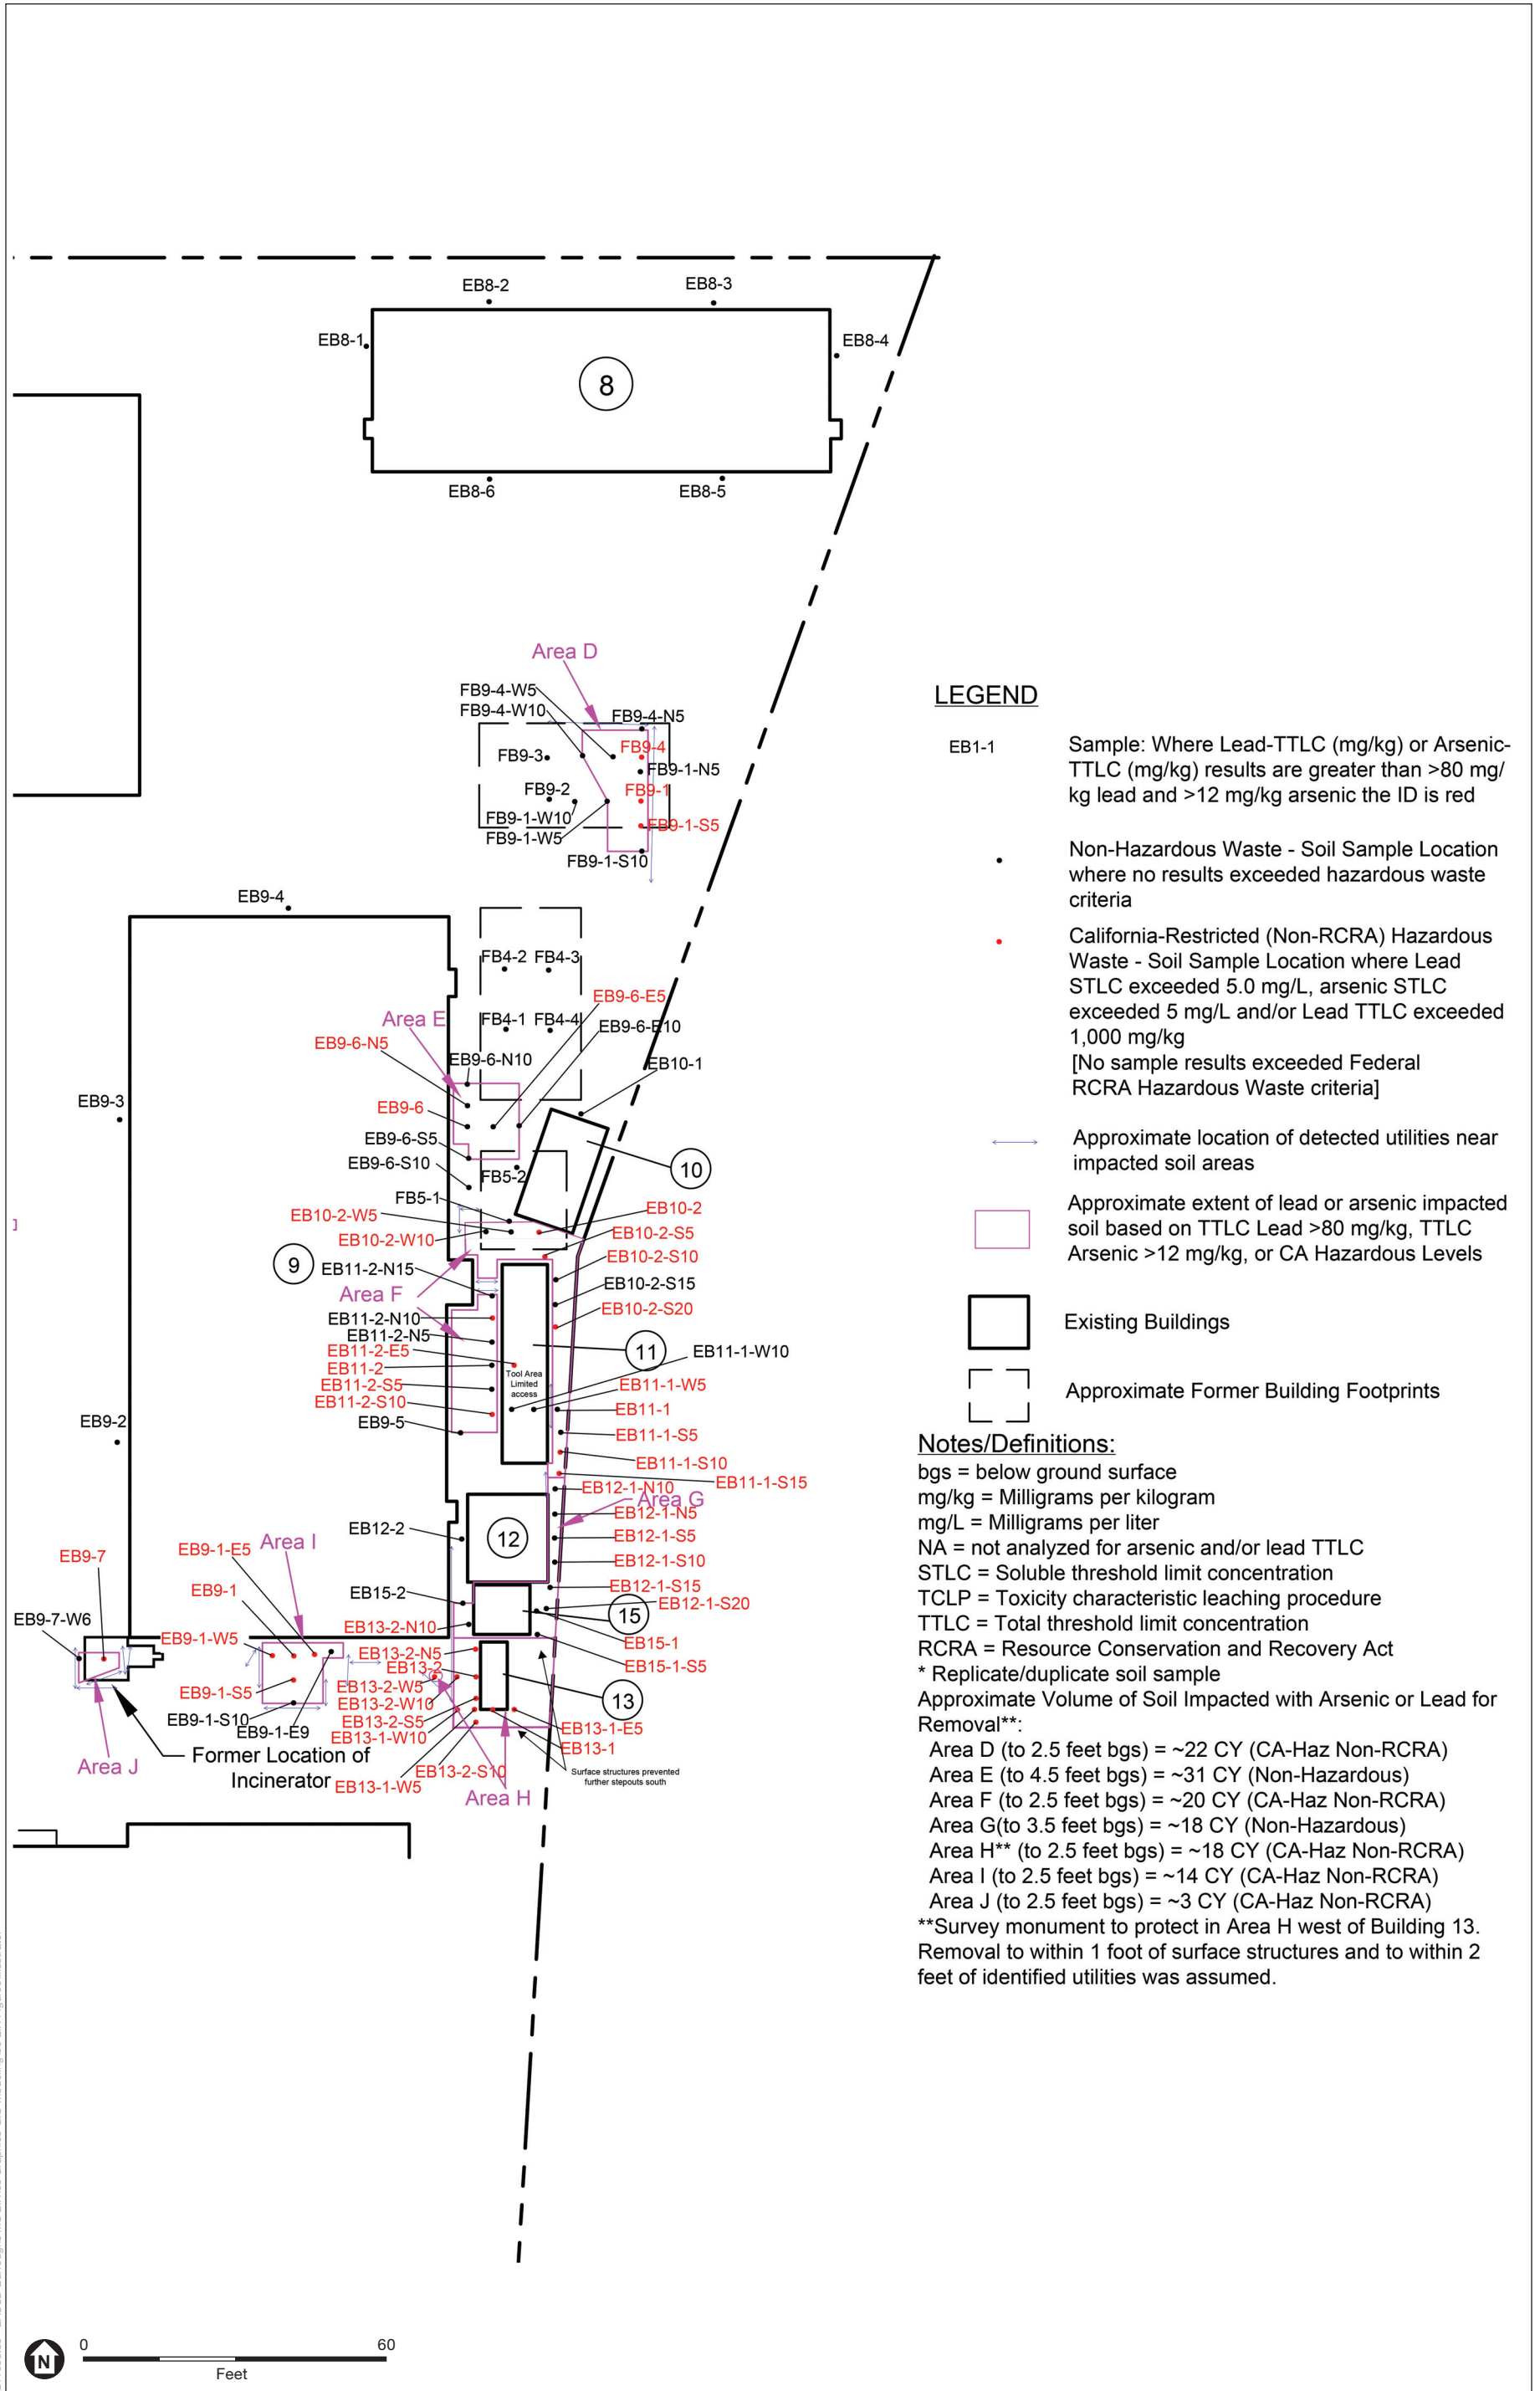 EB8-2
EB8-3
EB8-1
EB8-4
8
EB8-6
EB8-5
Area D
FB9-4-W5
FB9-4-W10
FB9-4-N5
FB9-4
FB9-3
FB9-1-N5
FB9-2
FB9-1
FB9-1-W10
FB9-1-S5
FB9-1-W5
FB9-1-S10
EB9-4
FB4-2
FB4-3
EB9-6-E5
Area E
FB4-1
FB4-4
EB9-6-E10
EB9-6-N5
EB9-6-N10
EB10-1
EB9-3
EB9-6
EB9-6-S5
EB9-6-S10
FB5-2
10
FB5-1
EB10-2-W5
EB10-2
EB10-2-W10
EB10-2-S5
EB10-2-S10
9
EB11-2-N15
EB10-2-S15
Area F
EB10-2-S20
EB11-2-N10
EB11-2-N5
EB11-2-E5
11
EB11-1-W10
EB11-2
Tool Area
Limited
access
EB11-2-S5
EB11-1-W5
EB11-2-S10
EB11-1
EB9-2
EB9-5
EB11-1-S5
EB11-1-S10
EB11-1-S15
EB12-1-N10
Area G
EB12-1-N5
EB12-2
12
EB12-1-S5
EB9-7
EB9-1-E5
Area I
EB12-1-S10
EB9-1
EB15-2
EB12-1-S15
EB12-1-S20
EB9-7-W6
15
EB13-2-N10
EB9-1-W5
EB15-1
EB13-2-N5
EB13-2
EB15-1-S5
EB9-1-S5
EB13-2-W5
EB13-2-W10
13
EB9-1-S10
EB13-2-S5
EB9-1-E9
EB13-1-W10
EB13-1-E5
EB13-1
Former Location of
Incinerator
Area J
EB13-1-W5
EB13-2-S10
Surface structures prevented
further stepouts south
Area H
LEGEND
EB1-1
Sample: Where Lead-TTLC (mg/kg) or Arsenic-
TTLC (mg/kg) results are greater than >80 mg/
kg lead and >12 mg/kg arsenic the ID is red
Non-Hazardous Waste - Soil Sample Location
where no results exceeded hazardous waste
criteria
California-Restricted (Non-RCRA) Hazardous
Waste - Soil Sample Location where Lead
STLC exceeded 5.0 mg/L, arsenic STLC
exceeded 5 mg/L and/or Lead TTLC exceeded
1,000 mg/kg
[No sample results exceeded Federal
RCRA Hazardous Waste criteria]
Approximate location of detected utilities near
impacted soil areas
Approximate extent of lead or arsenic impacted
soil based on TTLC Lead >80 mg/kg, TTLC
Arsenic >12 mg/kg, or CA Hazardous Levels
Existing Buildings
Approximate Former Building Footprints
Notes/Definitions:
bgs = below ground surface
mg/kg = Milligrams per kilogram
mg/L = Milligrams per liter
NA = not analyzed for arsenic and/or lead TTLC
STLC = Soluble threshold limit concentration
TCLP = Toxicity characteristic leaching procedure
TTLC = Total threshold limit concentration
RCRA = Resource Conservation and Recovery Act
* Replicate/duplicate soil sample
Approximate Volume of Soil Impacted with Arsenic or Lead for
Removal**:
Area D (to 2.5 feet bgs) = ~22 CY (CA-Haz Non-RCRA)
Area E (to 4.5 feet bgs) = ~31 CY (Non-Hazardous)
Area F (to 2.5 feet bgs) = ~20 CY (CA-Haz Non-RCRA)
Area G(to 3.5 feet bgs) = ~18 CY (Non-Hazardous)
Area H** (to 2.5 feet bgs) = ~18 CY (CA-Haz Non-RCRA)
Area I (to 2.5 feet bgs) = ~14 CY (CA-Haz Non-RCRA)
Area J (to 2.5 feet bgs) = ~3 CY (CA-Haz Non-RCRA)
**Survey monument to protect in Area H west of Building 13.
Removal to within 1 foot of surface structures and to within 2
feet of identified utilities was assumed.
N
0
60
Feet